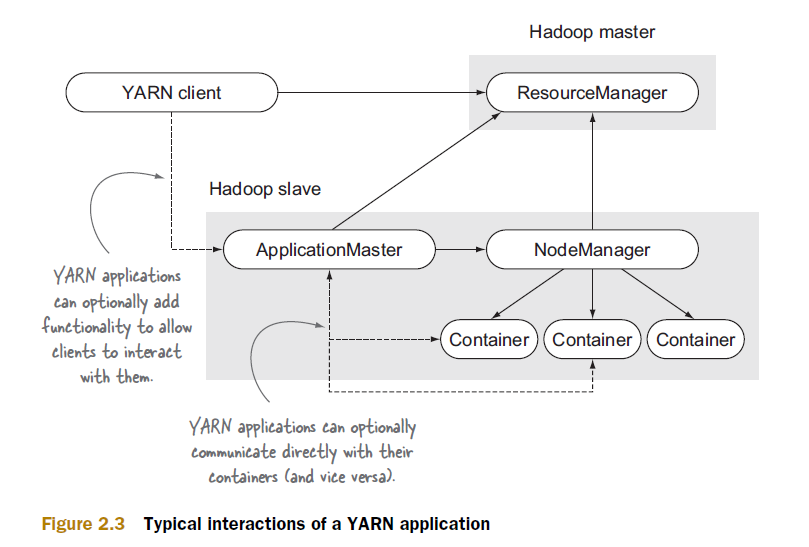 Hadoop master
YARN client
ResourceManager
Hadoop slave
ApplicationMaster
NodeManager
YARN applications
can optionally add
functionality to allow
clients to interact
with them.
Container
Container
Container
YARN applications can optionally
communicate directly with their
containers (and vice versa).
Figure 2.3 Typical interactions of a YARN application